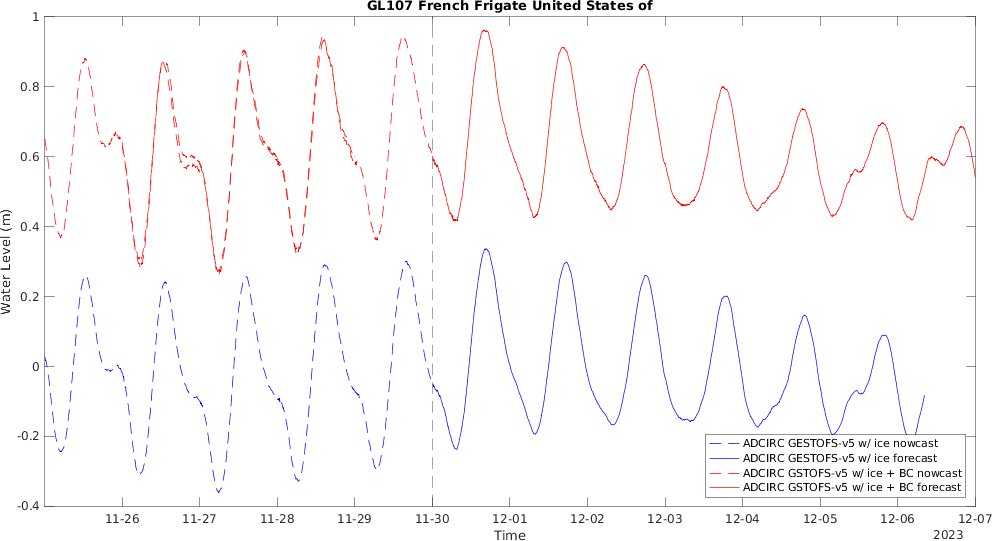 GL107 French Frigate United States of
1
0.8
0.6
0.4
0.2
0
-0.2
-0.4
Water Level (m)
ADCIRC GESTOFS-v5 w/ ice nowcast
ADCIRC GESTOFS-v5 w/ ice forecast
ADCIRC GSTOFS-v5 w/ ice + BC nowcast
ADCIRC GSTOFS-v5 w/ ice + BC forecast
11-26 11-27 11-28 11-29 11-30 12-01 12-02 12-03 12-04 12-05 12-06 12-07
Time
2023